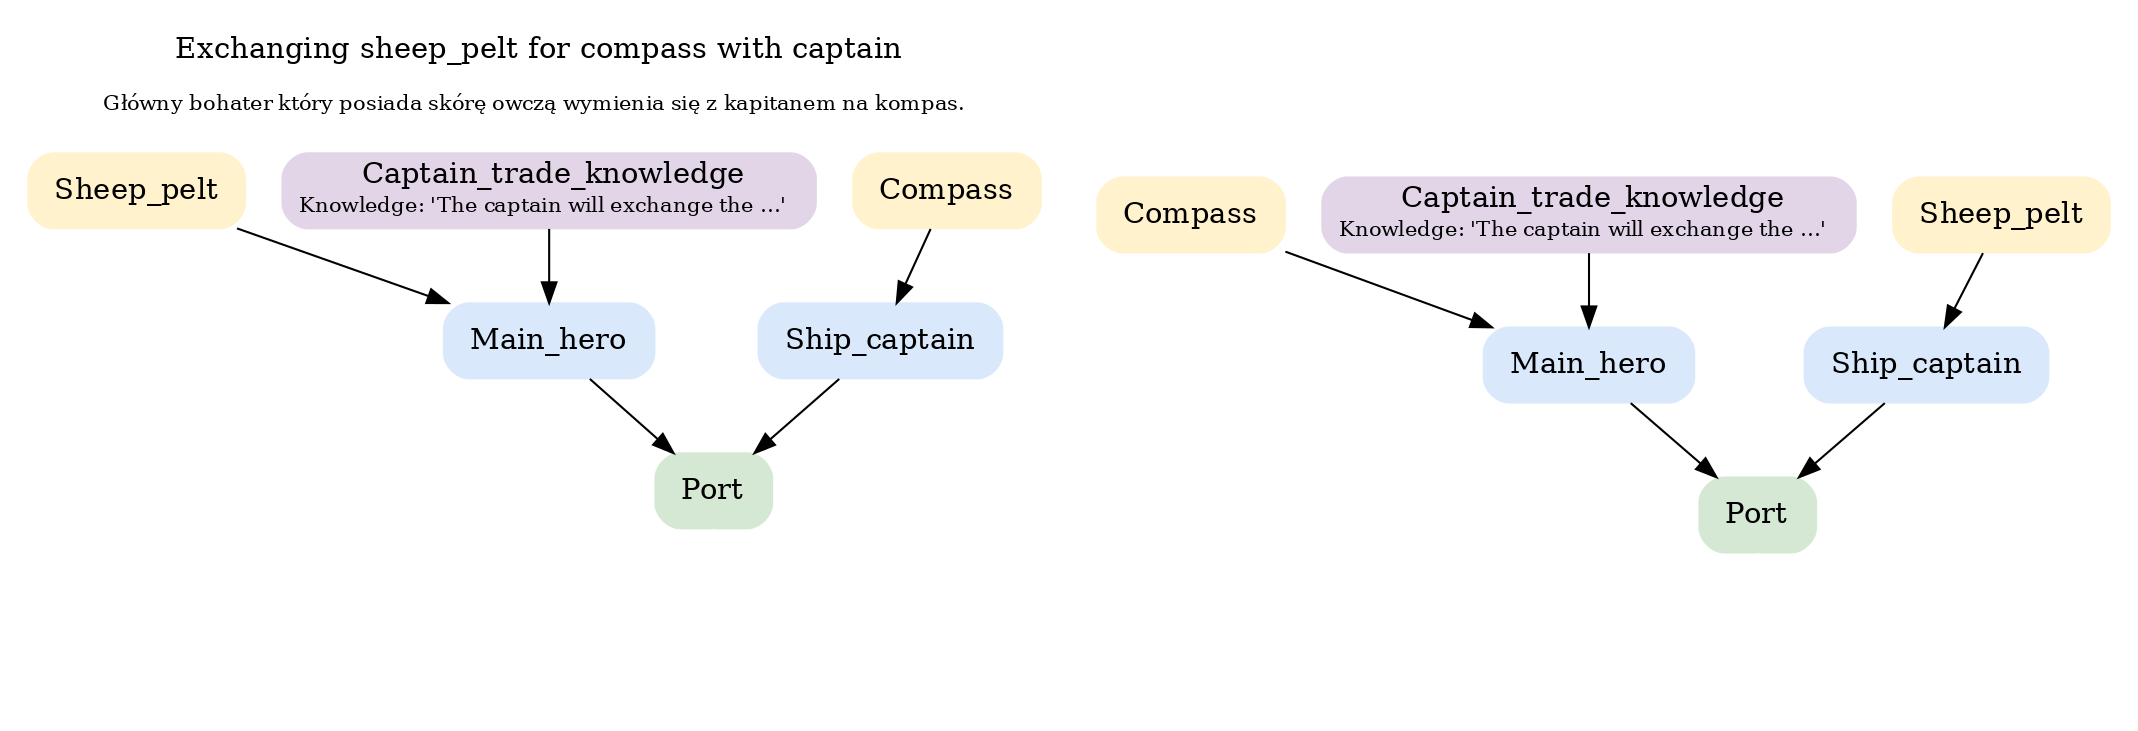 Exchanging sheep_pelt for compass with captain
Główny bohater który posiada skórę owczą wymienia się z kapitanem na kompas.
Sheep_pelt
Captain_trade_knowledge
Knowledge: 'The captain will exchange the ...'
Compass
Main_hero
Ship_captain
Port
Compass
Captain_trade_knowledge
Knowledge: 'The captain will exchange the ...'
Sheep_pelt
Main_hero
Ship_captain
Port